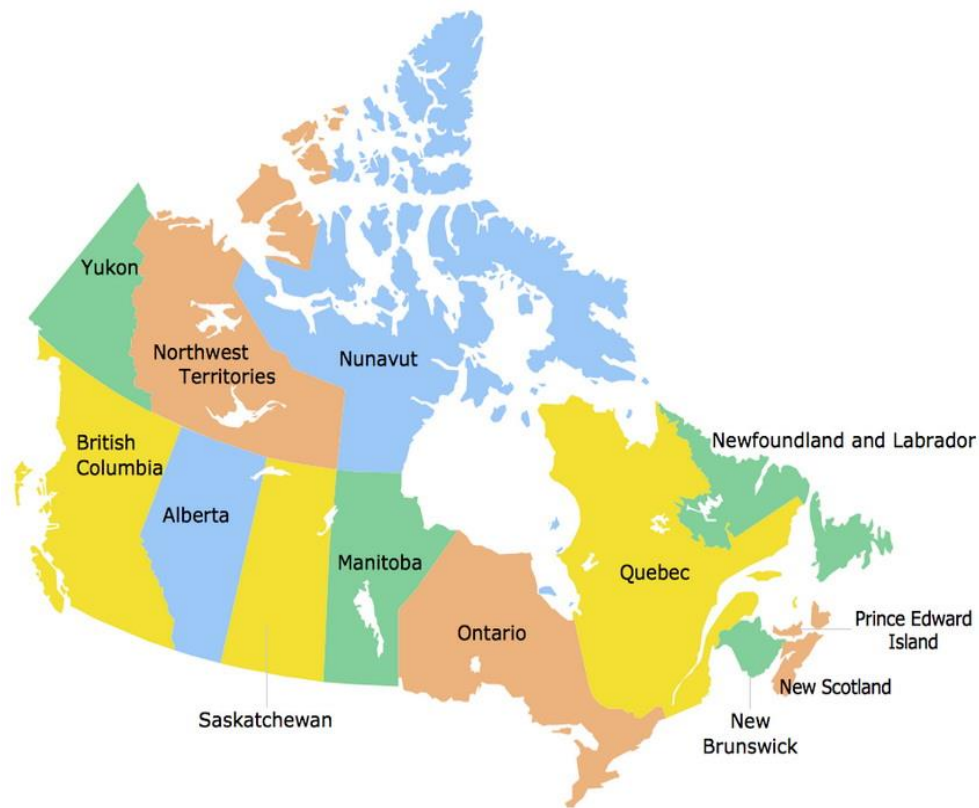 Yukon
Northwest
Territories
Nunavut
British
Columbia
Alberta
Newfoundland and Labrador
Manitoba
Quebec
Ontario
Prince Edward
Island
New Scotland
Saskatchewan
New
Brunswick